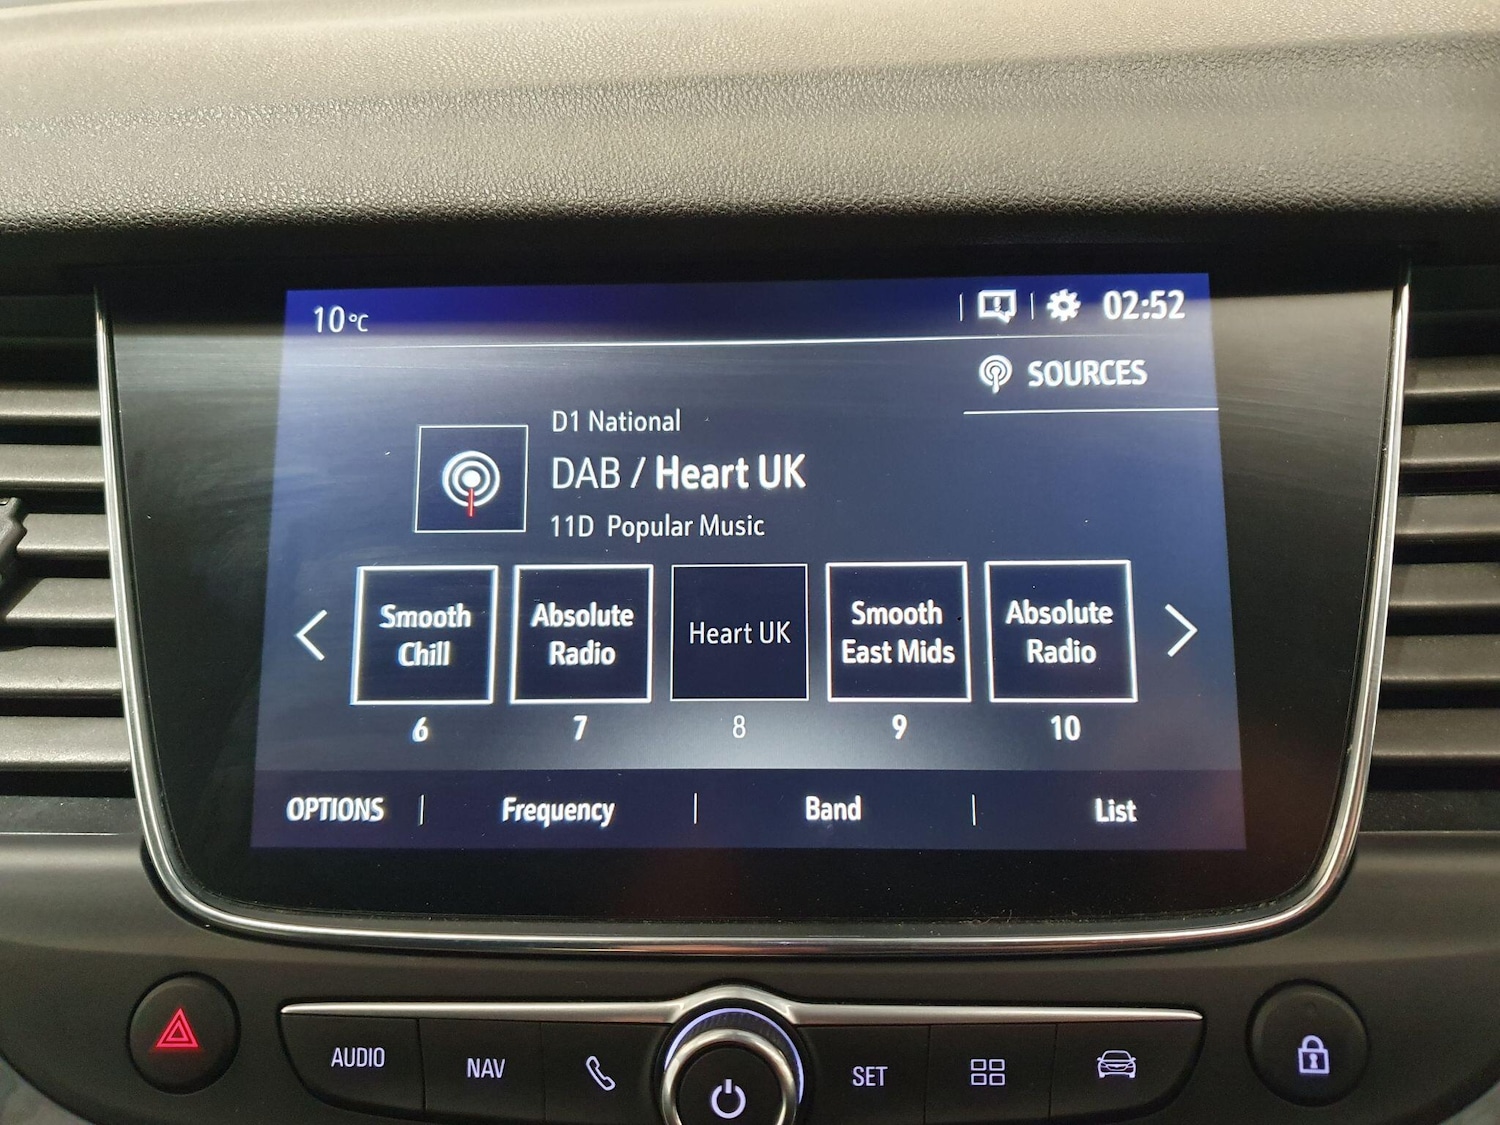 10°C
02:52
SOURCES
D1 National
DAB / Heart UK
11D Popular Music
Smooth
Chill
Absolute
Radio
Heart UK
Smooth
East Mids
Absolute
Radio
6
7
8
9
10
OPTIONS | Frequency | Band | List
AUDIO
NAV
SET